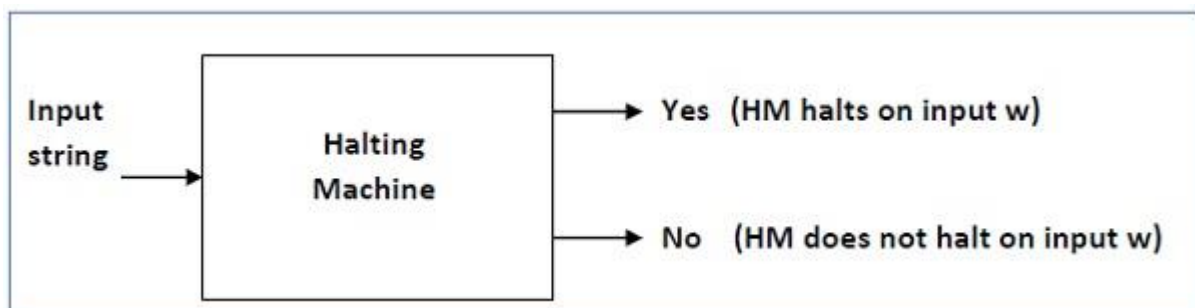 Input
string
Halting
Machine
Yes (HM halts on input w)
No (HM does not halt on input w)